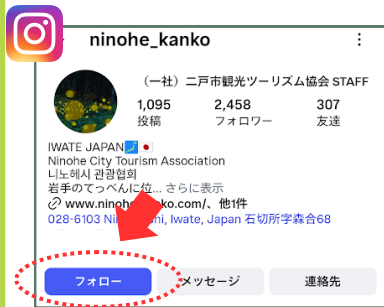 ninohe_kanko
（一社）二戸市観光ツーリズム協会 STAFF
1,095 2,458 307
投稿 フォロワー 友達
IWATE JAPAN🗾🇯🇵
Ninohe City Tourism Association
니노헤시 관광협회
岩手のてっぺんに位... さらに表示
www.ninohe-kanko.com/、他1件
028-6103 Nin Iwate, Japan 石切所字森合68
フォロー メッセージ 連絡先